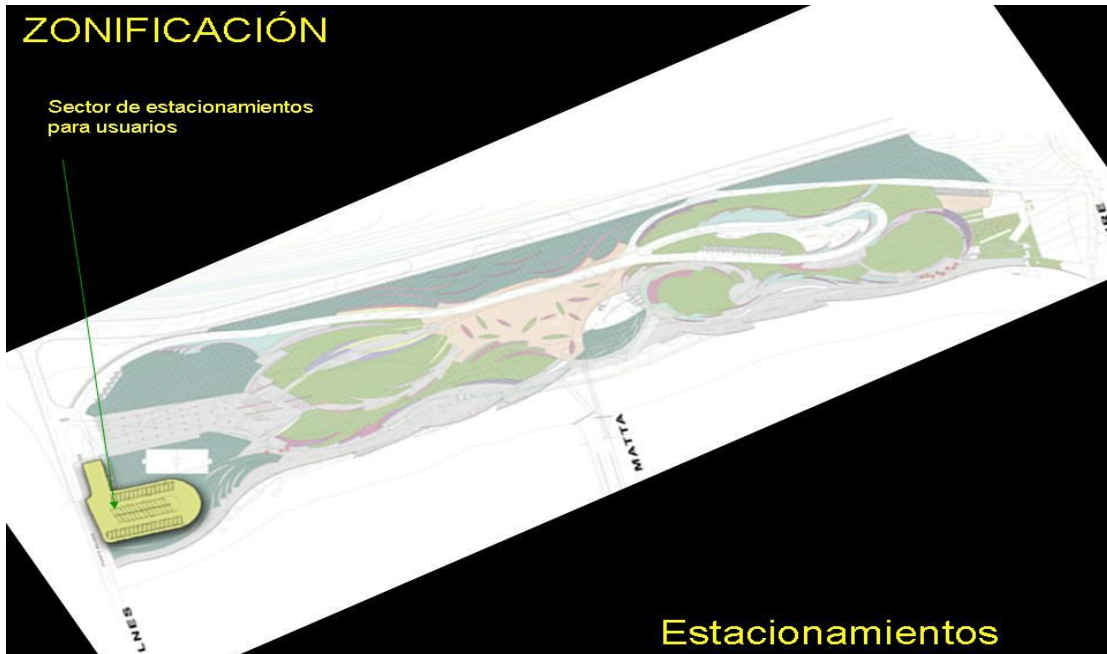 ZONIFICACIÓN
Sector de estacionamientos
para usuarios
MATTA
LNES
Estacionamientos